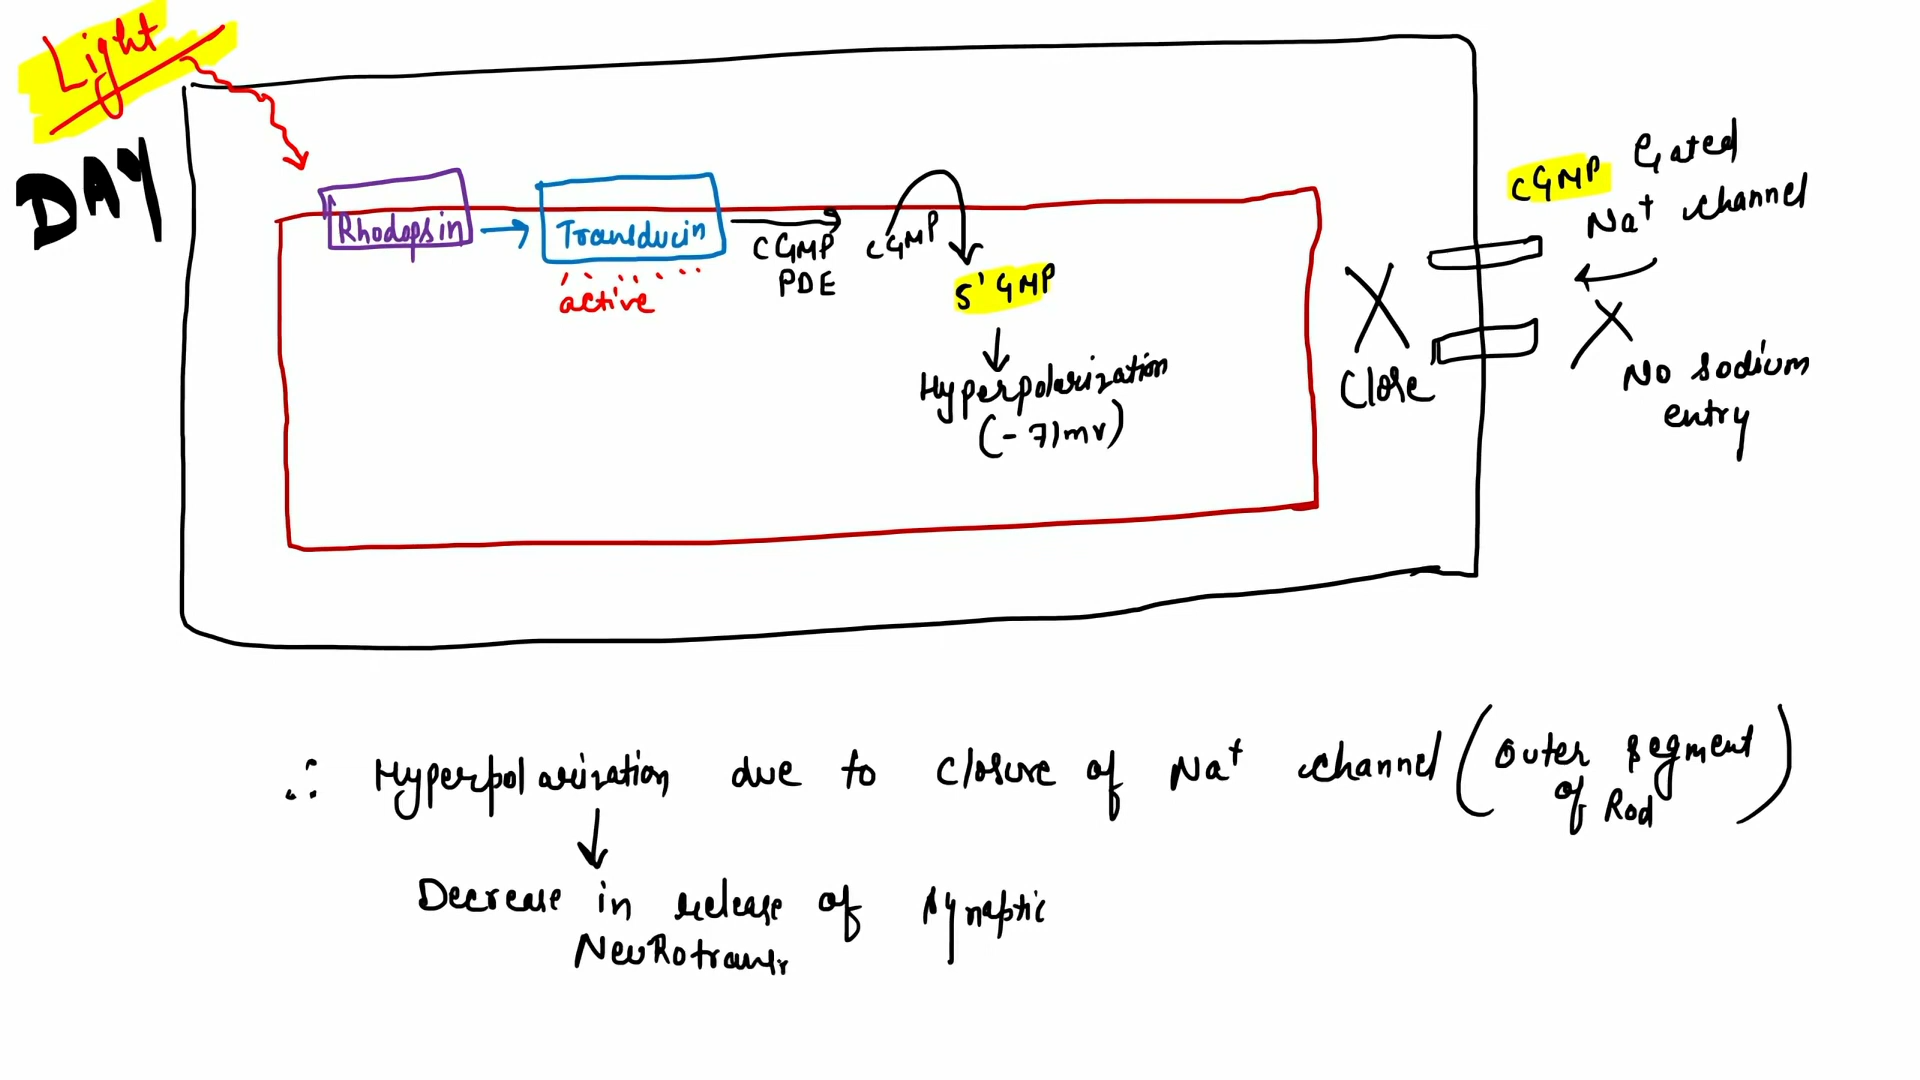 Light
DAY
Rhodopsin
Transducin
active
cGMP
PDE
cGMP
5' GMP
Hyperpolarization
(-71mv)
Close
cGMP Gated
Na+ channel
No sodium
entry
∴ Hyperpolarization due to closure of Na+ channel (outer segment
of Rod)
Decrease in release of synaptic